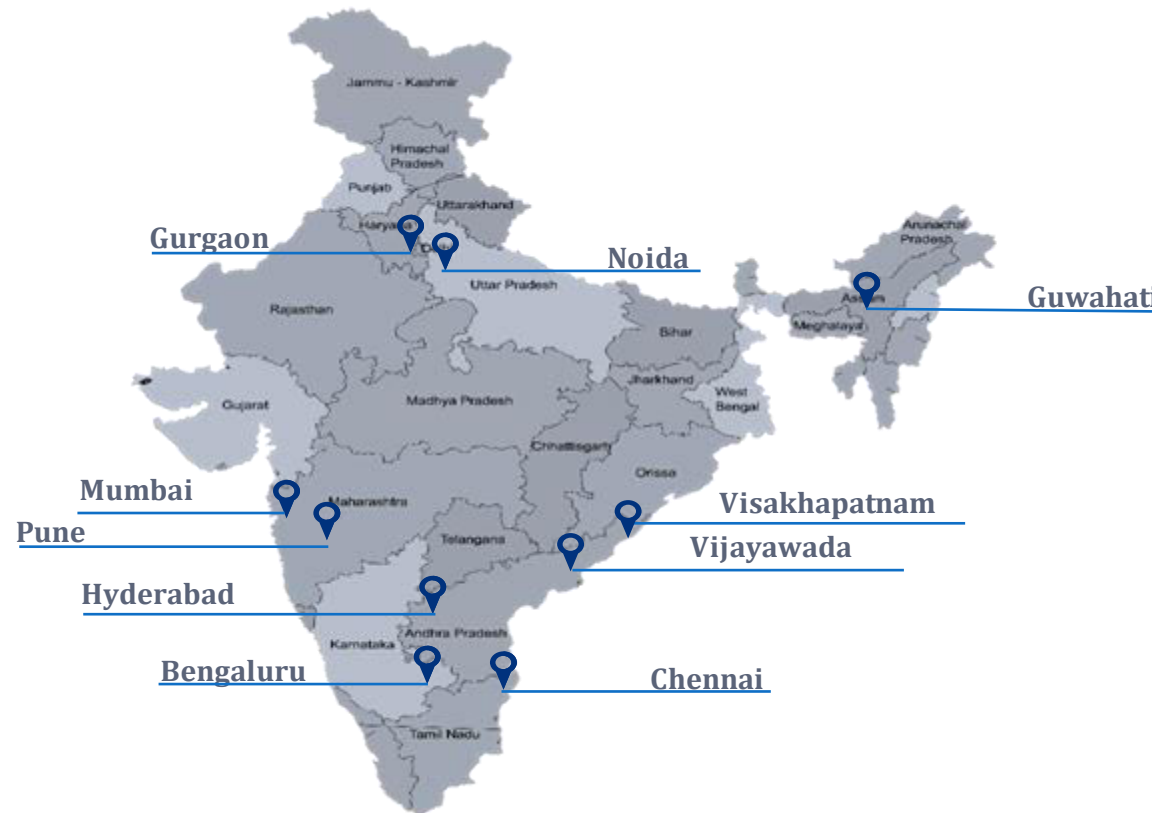 Jammu - Kashmir
Himachal
Pradesh
Punjab
Uttarakhand
Haryana
Arunachal
Pradesh
Gurgaon
Noida
Uttar Pradesh
Guwahati
Assam
Rajasthan
Meghalaya
Bihar
Jharkhand
West
Bengal
Gujarat
Madhya Pradesh
Chhattisgarh
Orissa
Mumbai
Maharashtra
Visakhapatnam
Pune
Telangana
Vijayawada
Hyderabad
Andhra Pradesh
Karnataka
Bengaluru
Chennai
Tamil Nadu